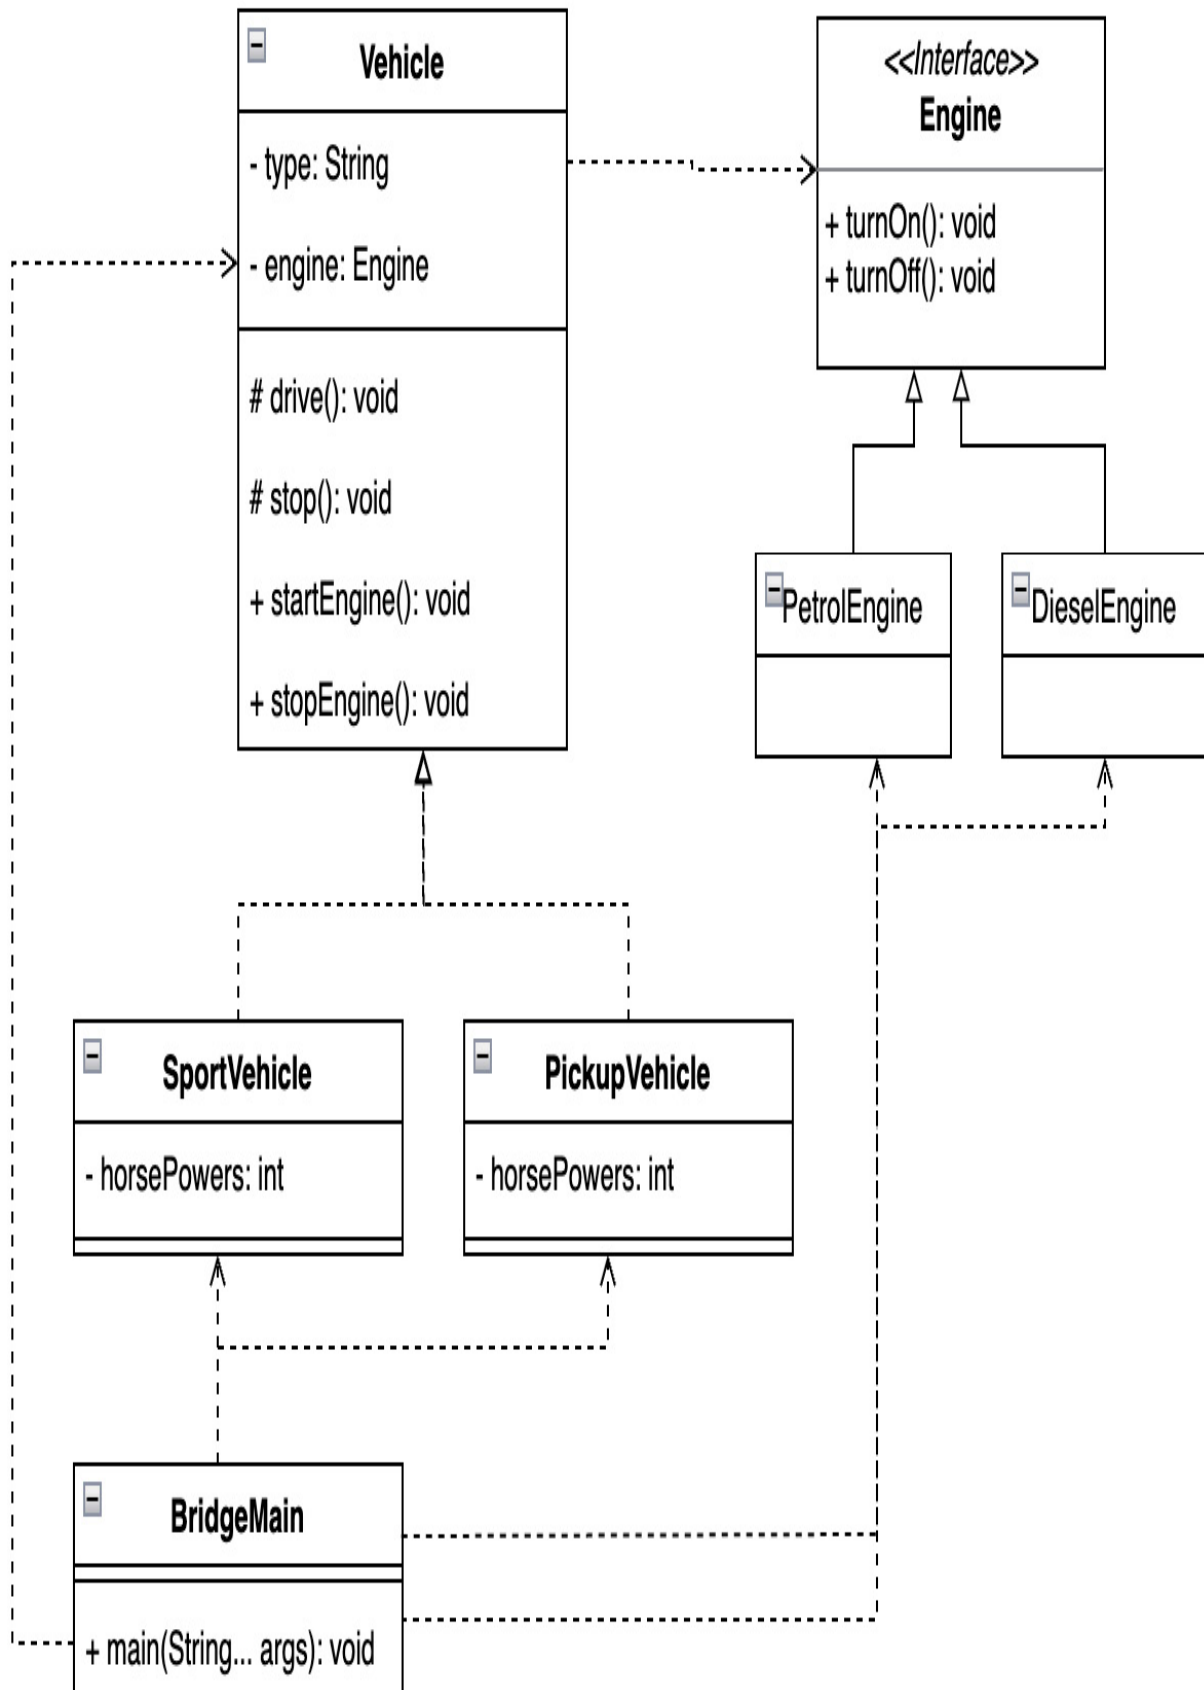 Vehicle
- type: String
- engine: Engine
# drive(): void
# stop(): void
+ startEngine(): void
+ stopEngine(): void
<<Interface>>
Engine
+ turnOn(): void
+ turnOff(): void
PetrolEngine
DieselEngine
SportVehicle
- horsePowers: int
PickupVehicle
- horsePowers: int
BridgeMain
+ main(String... args): void